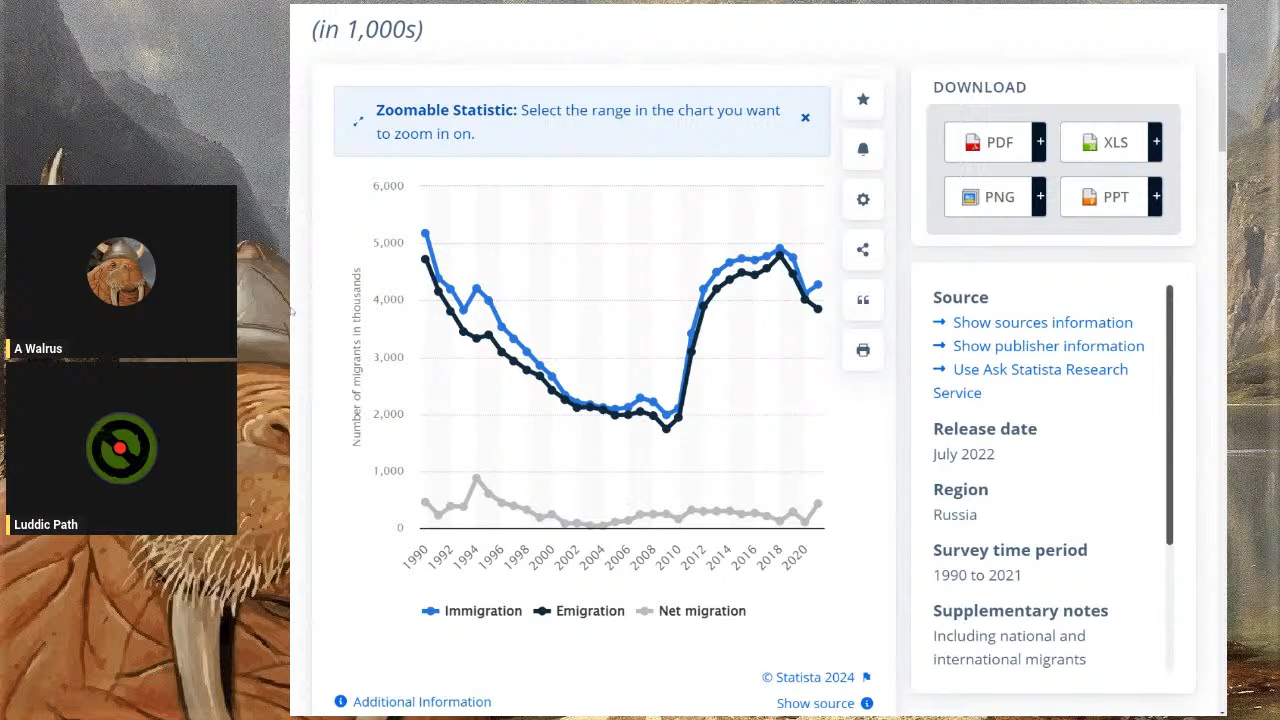 (in 1,000s)
Zoomable Statistic: Select the range in the chart you want
to zoom in on.
×
6,000
5,000
4,000
3,000
2,000
1,000
0
Number of migrants in thousands
1990
1992
1994
1996
1998
2000
2002
2004
2006
2008
2010
2012
2014
2016
2018
2020
Immigration
Emigration
Net migration
© Statista 2024
Additional Information
Show source
DOWNLOAD
PDF +
XLS +
PNG +
PPT +
Source
→ Show sources information
→ Show publisher information
→ Use Ask Statista Research
Service
Release date
July 2022
Region
Russia
Survey time period
1990 to 2021
Supplementary notes
Including national and
international migrants
A Walrus
Luddic Path